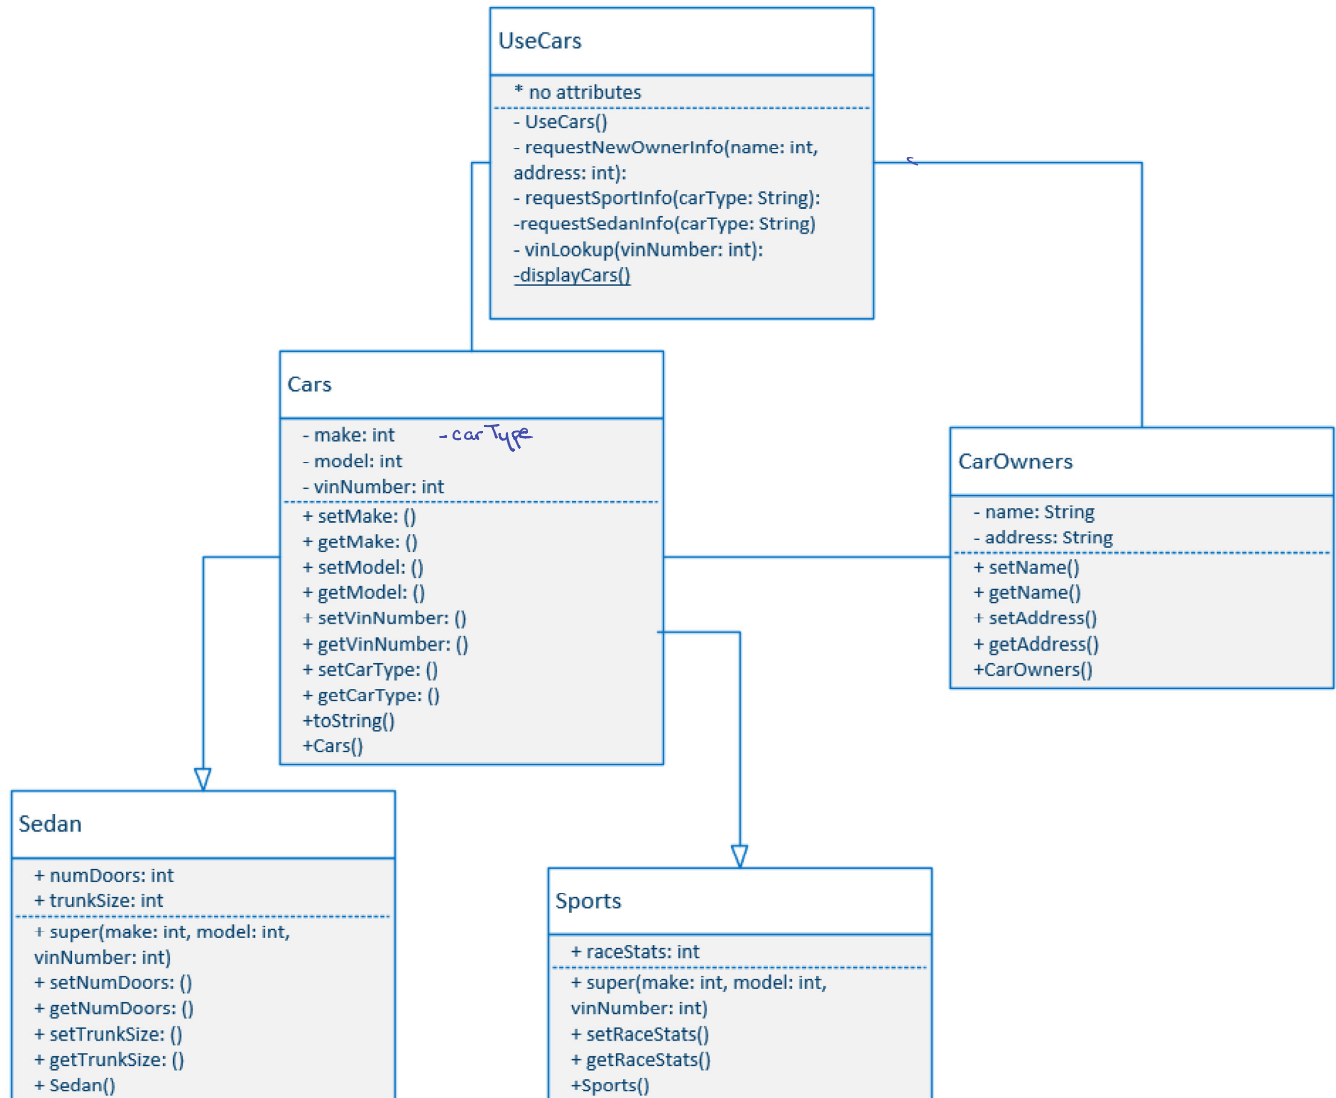 UseCars
* no attributes
- UseCars()
- requestNewOwnerInfo(name: int,
address: int):
- requestSportInfo(carType: String):
-requestSedanInfo(carType: String)
- vinLookup(vinNumber: int):
-displayCars()
Cars
- make: int -carType
- model: int
- vinNumber: int
+ setMake: ()
+ getMake: ()
+ setModel: ()
+ getModel: ()
+ setVinNumber: ()
+ getVinNumber: ()
+ setCarType: ()
+ getCarType: ()
+toString()
+Cars()
CarOwners
- name: String
- address: String
+ setName()
+ getName()
+ setAddress()
+ getAddress()
+CarOwners()
Sedan
+ numDoors: int
+ trunkSize: int
+ super(make: int, model: int,
vinNumber: int)
+ setNumDoors: ()
+ getNumDoors: ()
+ setTrunkSize: ()
+ getTrunkSize: ()
+ Sedan()
Sports
+ raceStats: int
+ super(make: int, model: int,
vinNumber: int)
+ setRaceStats()
+ getRaceStats()
+Sports()